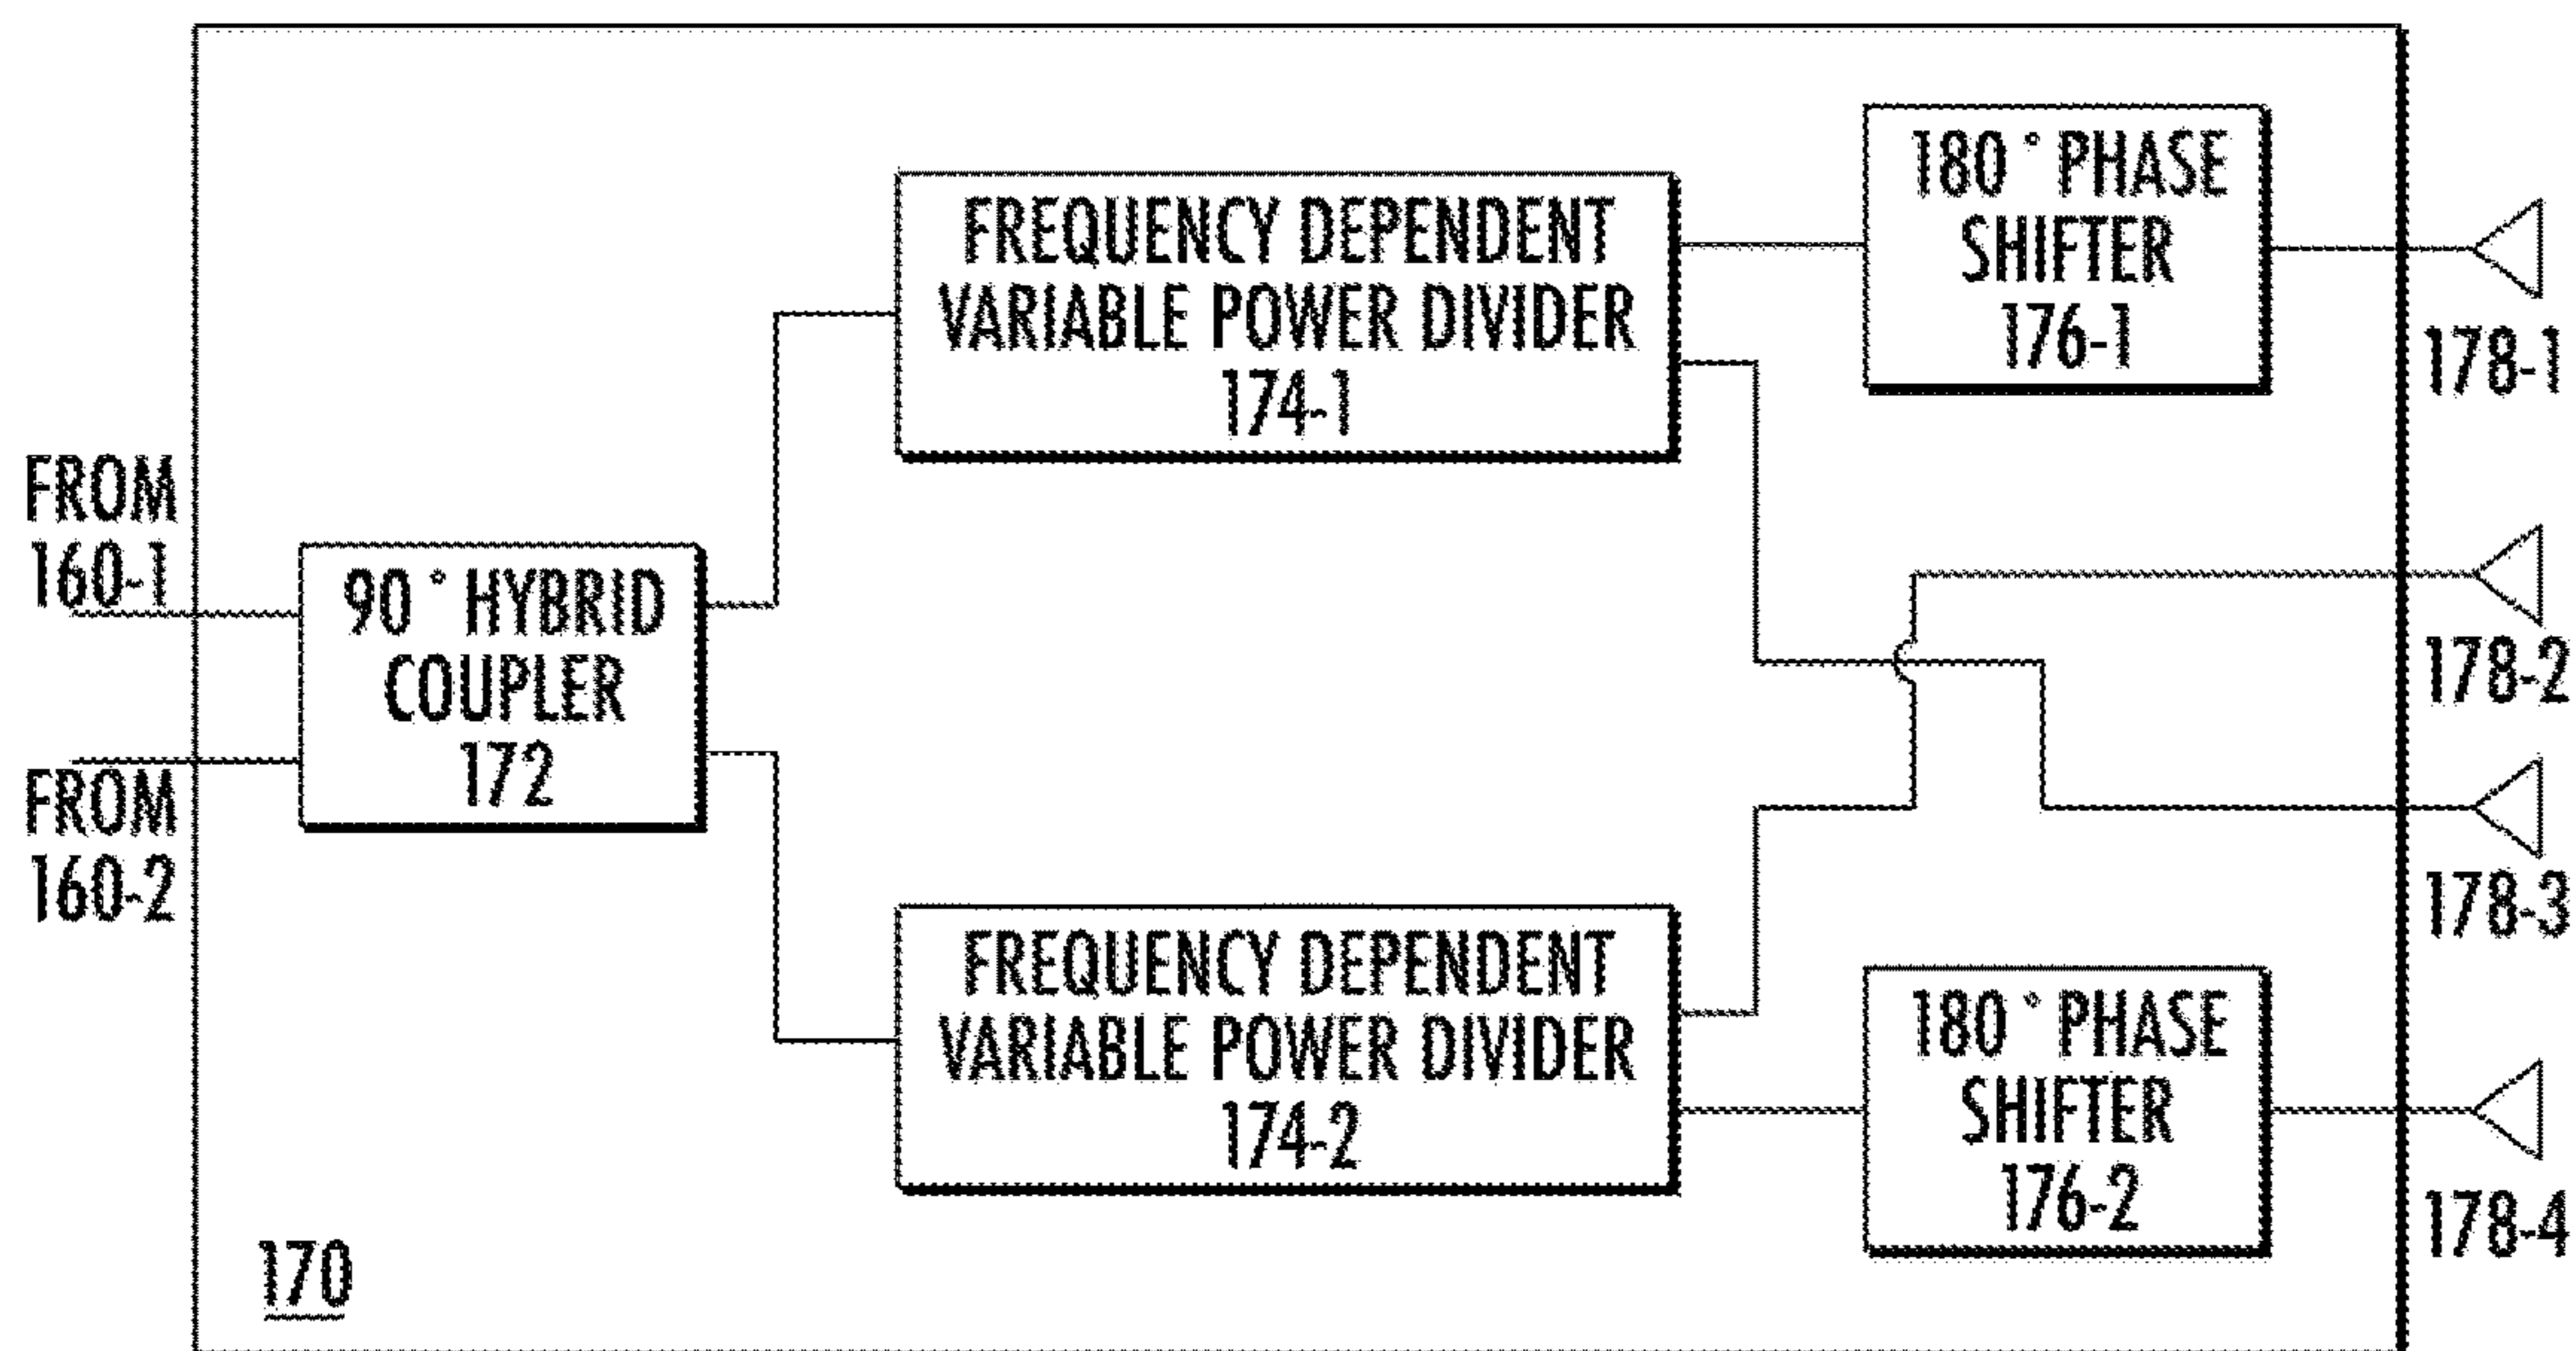 FROM
160-1
FROM
160-2
90° HYBRID
COUPLER
172
FREQUENCY DEPENDENT
VARIABLE POWER DIVIDER
174-1
FREQUENCY DEPENDENT
VARIABLE POWER DIVIDER
174-2
180° PHASE
SHIFTER
176-1
180° PHASE
SHIFTER
176-2
178-1
178-2
178-3
178-4
170